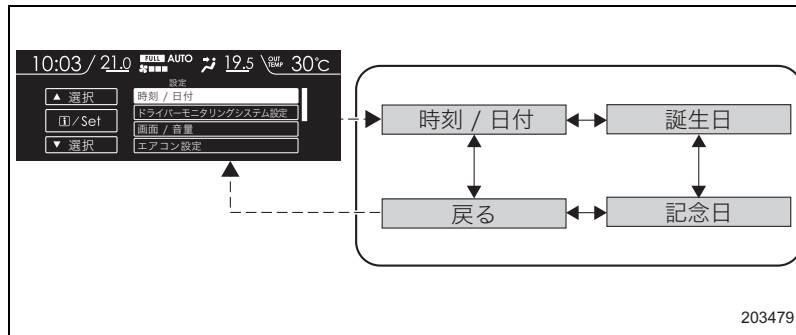 10:03 / 21.0 FULL AUTO 19.5 OUT TEMP 30℃
設定
▲ 選択
i/Set
▼ 選択
時刻 / 日付
ドライバーモニタリングシステム設定
画面 / 音量
エアコン設定
時刻 / 日付
誕生日
戻る
記念日
203479